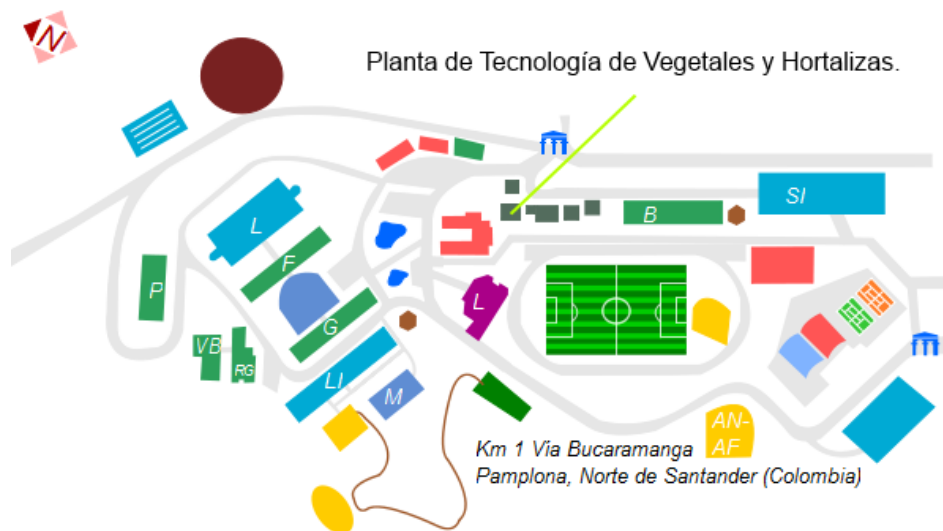 N
Planta de Tecnología de Vegetales y Hortalizas.
SI
B
L
F
P
L
G
VB
RG
LI
M
AN-
AF
Km 1 Vía Bucaramanga
Pamplona, Norte de Santander (Colombia)